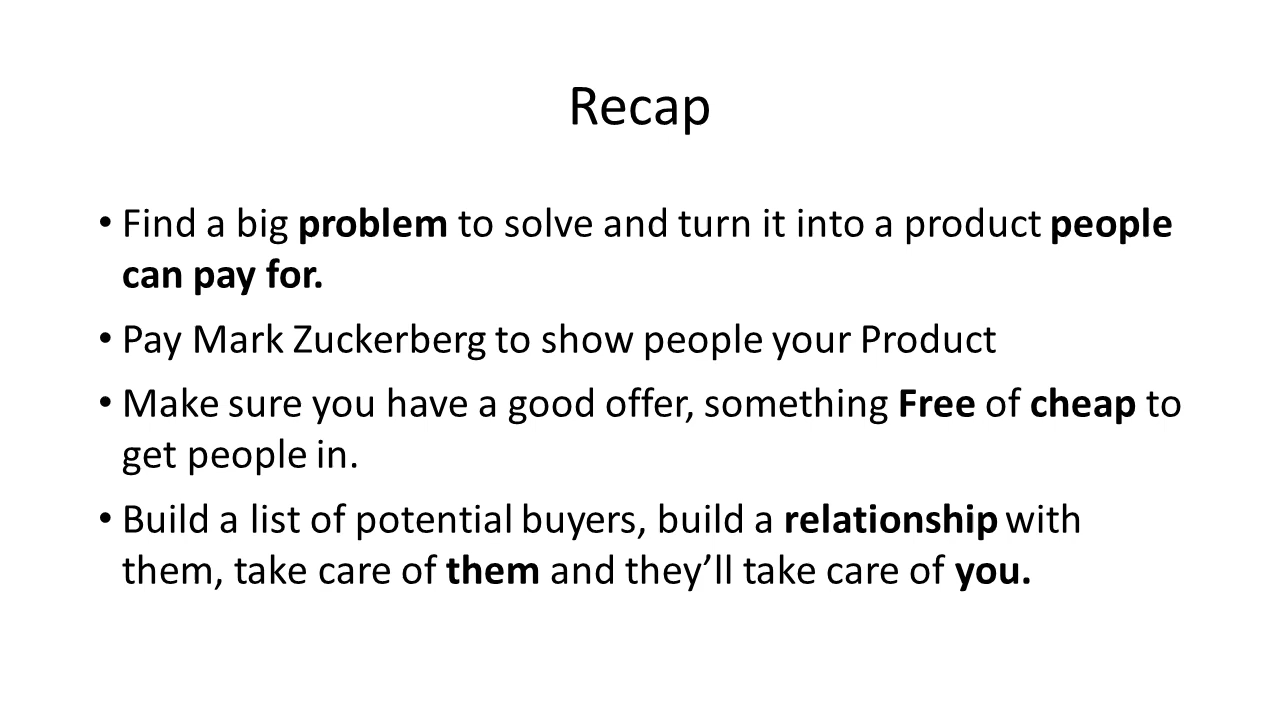 Recap
• Find a big problem to solve and turn it into a product people
can pay for.
• Pay Mark Zuckerberg to show people your Product
• Make sure you have a good offer, something Free of cheap to
get people in.
• Build a list of potential buyers, build a relationship with
them, take care of them and they’ll take care of you.